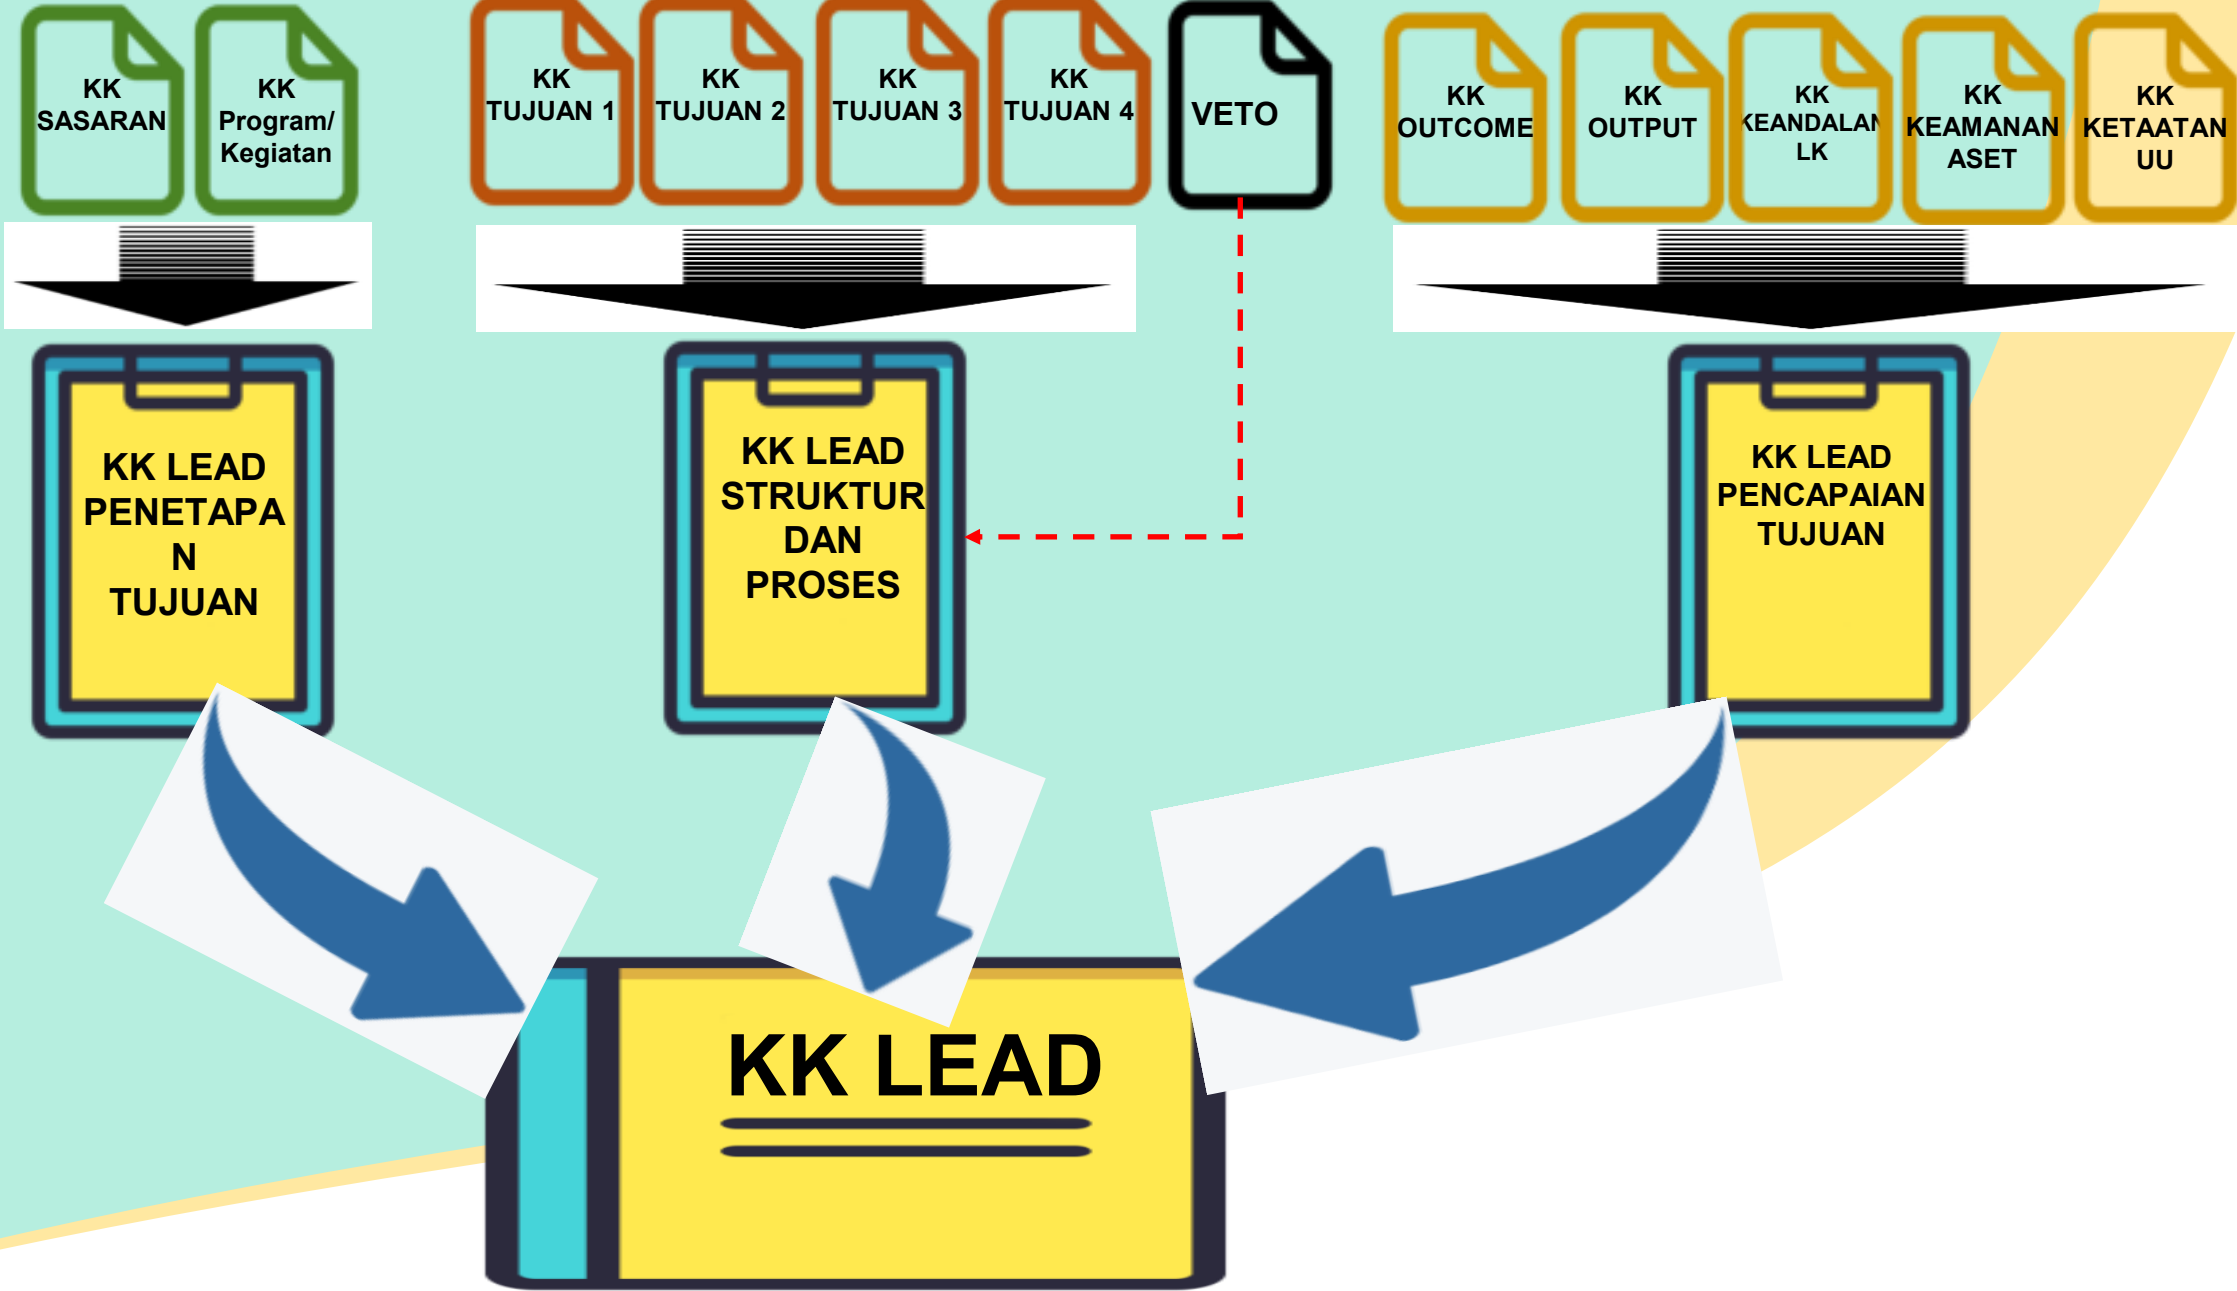 KK
SASARAN
KK
Program/
Kegiatan
KK
TUJUAN 1
KK
TUJUAN 2
KK
TUJUAN 3
KK
TUJUAN 4
VETO
KK
OUTCOME
KK
OUTPUT
KK
KEANDALAN
LK
KK
KEAMANAN
ASET
KK
KETAATAN
UU
KK LEAD
PENETAPA
N
TUJUAN
KK LEAD
STRUKTUR
DAN
PROSES
KK LEAD
PENCAPAIAN
TUJUAN
KK LEAD